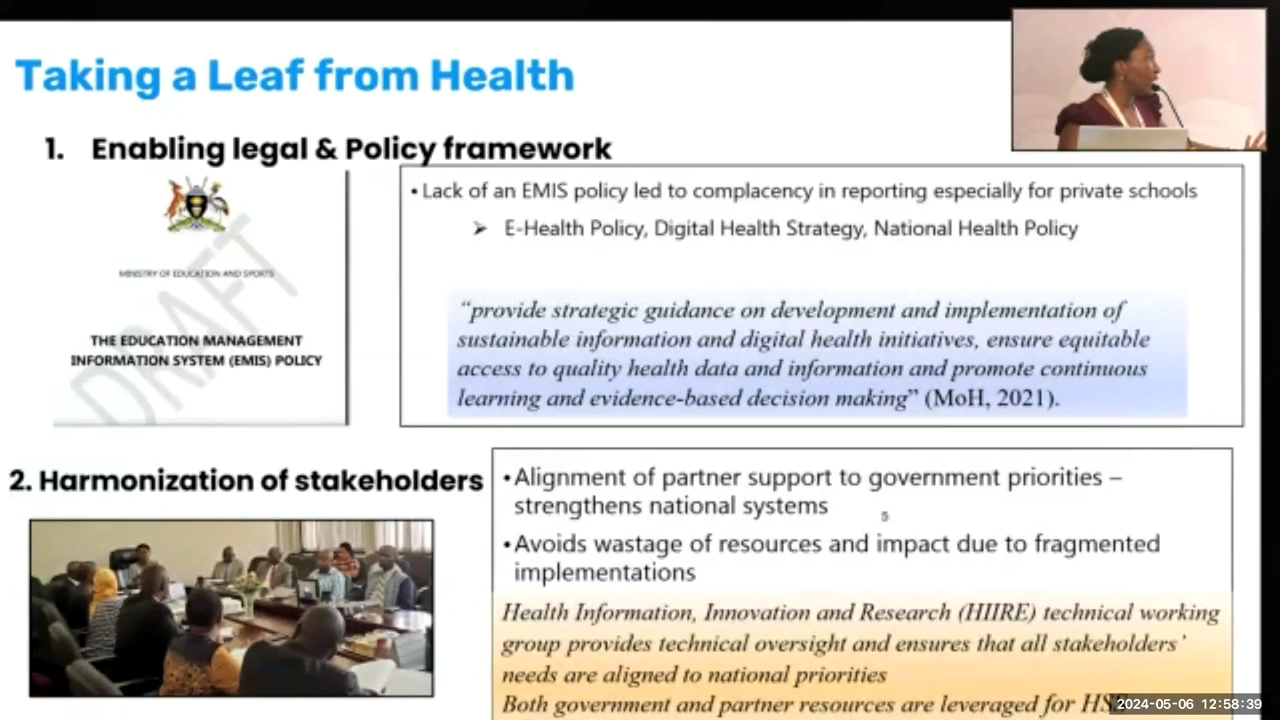 Taking a Leaf from Health
1. Enabling legal & Policy framework
DRAFT
MINISTRY OF EDUCATION AND SPORTS
THE EDUCATION MANAGEMENT
INFORMATION SYSTEM (EMIS) POLICY
• Lack of an EMIS policy led to complacency in reporting especially for private schools
➢ E-Health Policy, Digital Health Strategy, National Health Policy
“provide strategic guidance on development and implementation of
sustainable information and digital health initiatives, ensure equitable
access to quality health data and information and promote continuous
learning and evidence-based decision making” (MoH, 2021).
2. Harmonization of stakeholders
• Alignment of partner support to government priorities –
strengthens national systems
5
• Avoids wastage of resources and impact due to fragmented
implementations
Health Information, Innovation and Research (HIIRE) technical working
group provides technical oversight and ensures that all stakeholders’
needs are aligned to national priorities
Both government and partner resources are leveraged for
2024-05-06 12:58:39